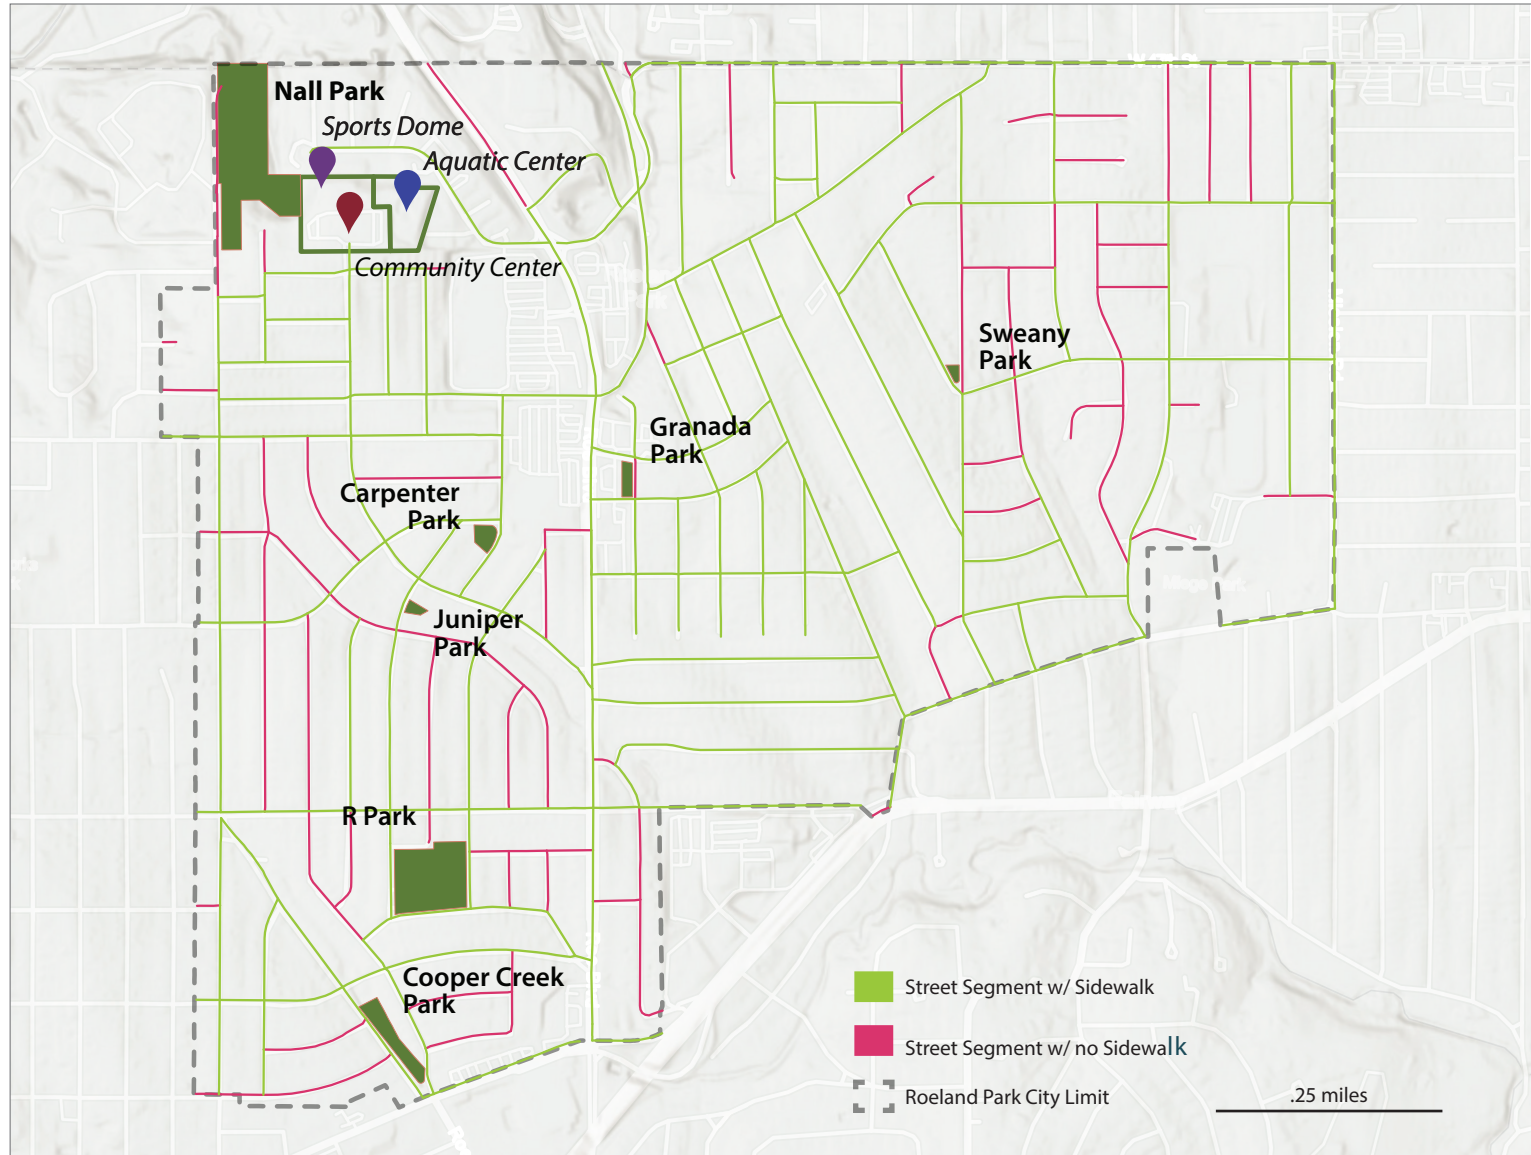 Nall Park
Sports Dome
Aquatic Center
Community Center
Sweany
Park
Granada
Park
Carpenter
Park
Juniper
Park
R Park
Cooper Creek
Park
Street Segment w/ Sidewalk
Street Segment w/ no Sidewalk
Roeland Park City Limit
.25 miles